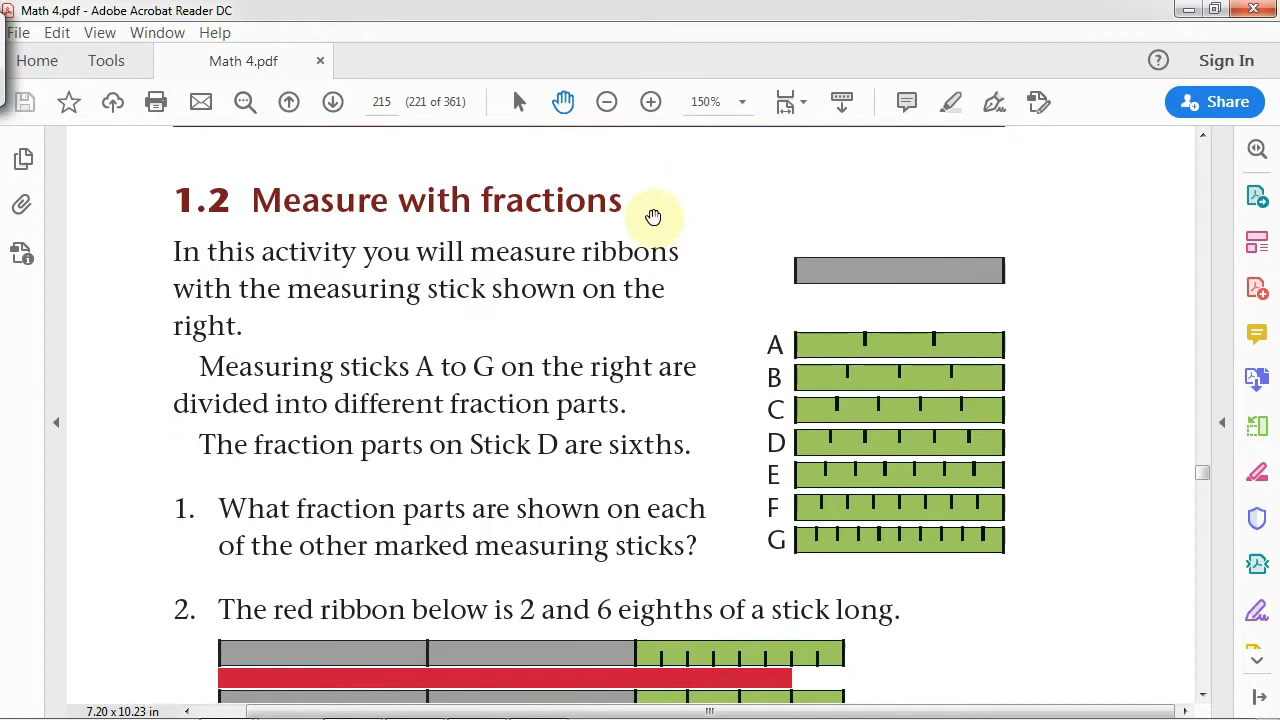 Math 4.pdf - Adobe Acrobat Reader DC
File Edit View Window Help
Home Tools Math 4.pdf × ? Sign In
215 (221 of 361) 150% Share
1.2 Measure with fractions
In this activity you will measure ribbons
with the measuring stick shown on the
right.
Measuring sticks A to G on the right are
divided into different fraction parts.
The fraction parts on Stick D are sixths.
1. What fraction parts are shown on each
of the other marked measuring sticks?
A
B
C
D
E
F
G
2. The red ribbon below is 2 and 6 eighths of a stick long.
7.20 x 10.23 in